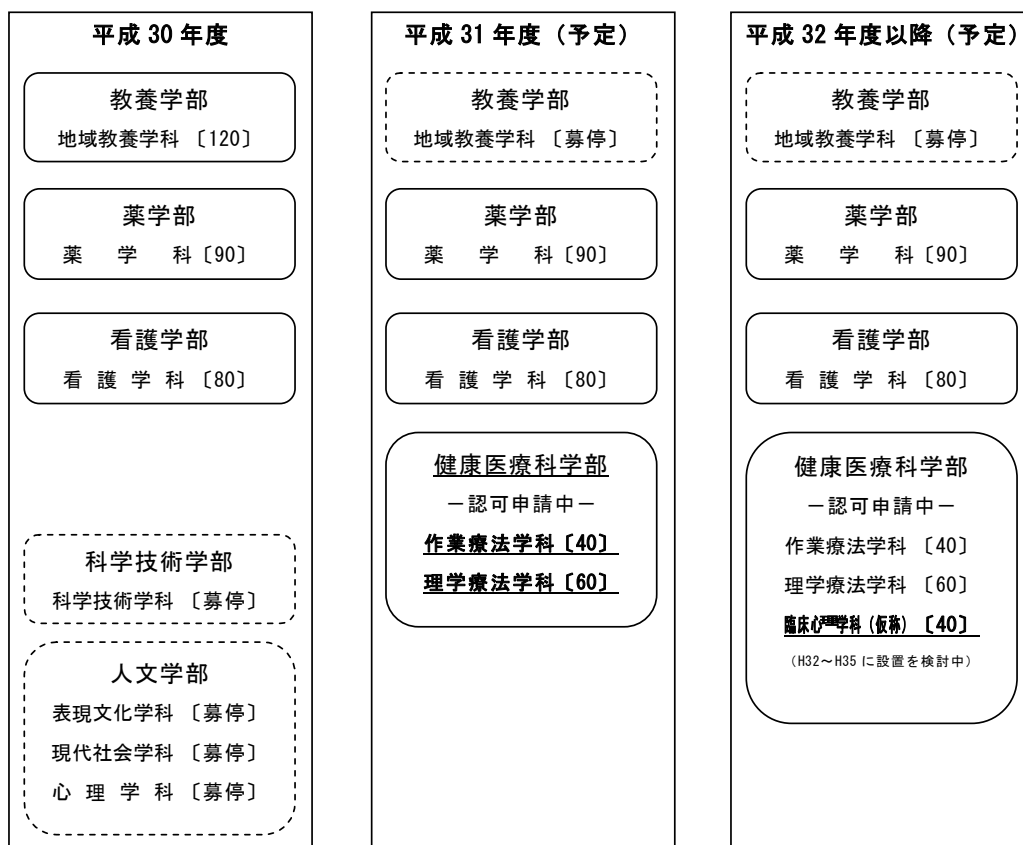 平成 30 年度
教養学部
地域教養学科 〔120〕
薬学部
薬 学 科〔90〕
看護学部
看 護 学 科 〔80〕
科学技術学部
科学技術学科 〔募停〕
人文学部
表現文化学科 〔募停〕
現代社会学科 〔募停〕
心 理 学 科 〔募停〕
平成 31 年度（予定）
教養学部
地域教養学科 〔募停〕
薬学部
薬 学 科〔90〕
看護学部
看 護 学 科 〔80〕
健康医療科学部
－認可申請中－
作業療法学科〔40〕
理学療法学科〔60〕
平成 32 年度以降（予定）
教養学部
地域教養学科 〔募停〕
薬学部
薬 学 科〔90〕
看護学部
看 護 学 科 〔80〕
健康医療科学部
－認可申請中－
作業療法学科 〔40〕
理学療法学科 〔60〕
臨床心理学科（仮称） 〔40〕
（H32～H35 に設置を検討中）